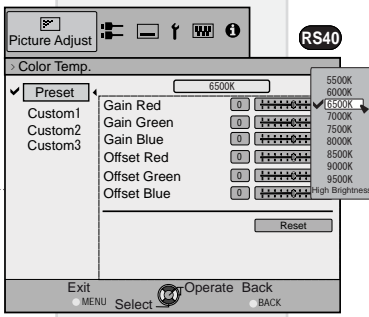 Picture Adjust
RS40
> Color Temp.
Preset
Custom1
Custom2
Custom3
6500K
Gain Red 0
Gain Green 0
Gain Blue 0
Offset Red 0
Offset Green 0
Offset Blue 0
Reset
5500K
6000K
6500K
7000K
7500K
8000K
8500K
9000K
9500K
High Brightness
Exit
MENU
Select
Operate
Back
BACK